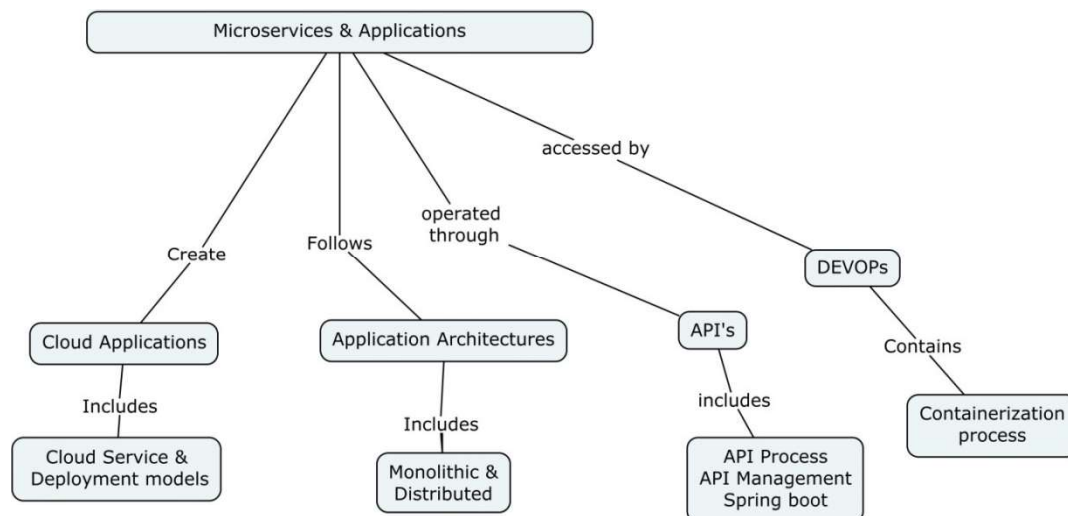 Microservices & Applications
accessed by
operated
through
Create
Follows
DEVOPs
Cloud Applications
Application Architectures
API's
Contains
Includes
Includes
includes
Containerization
process
Cloud Service &
Deployment models
Monolithic &
Distributed
API Process
API Management
Spring boot